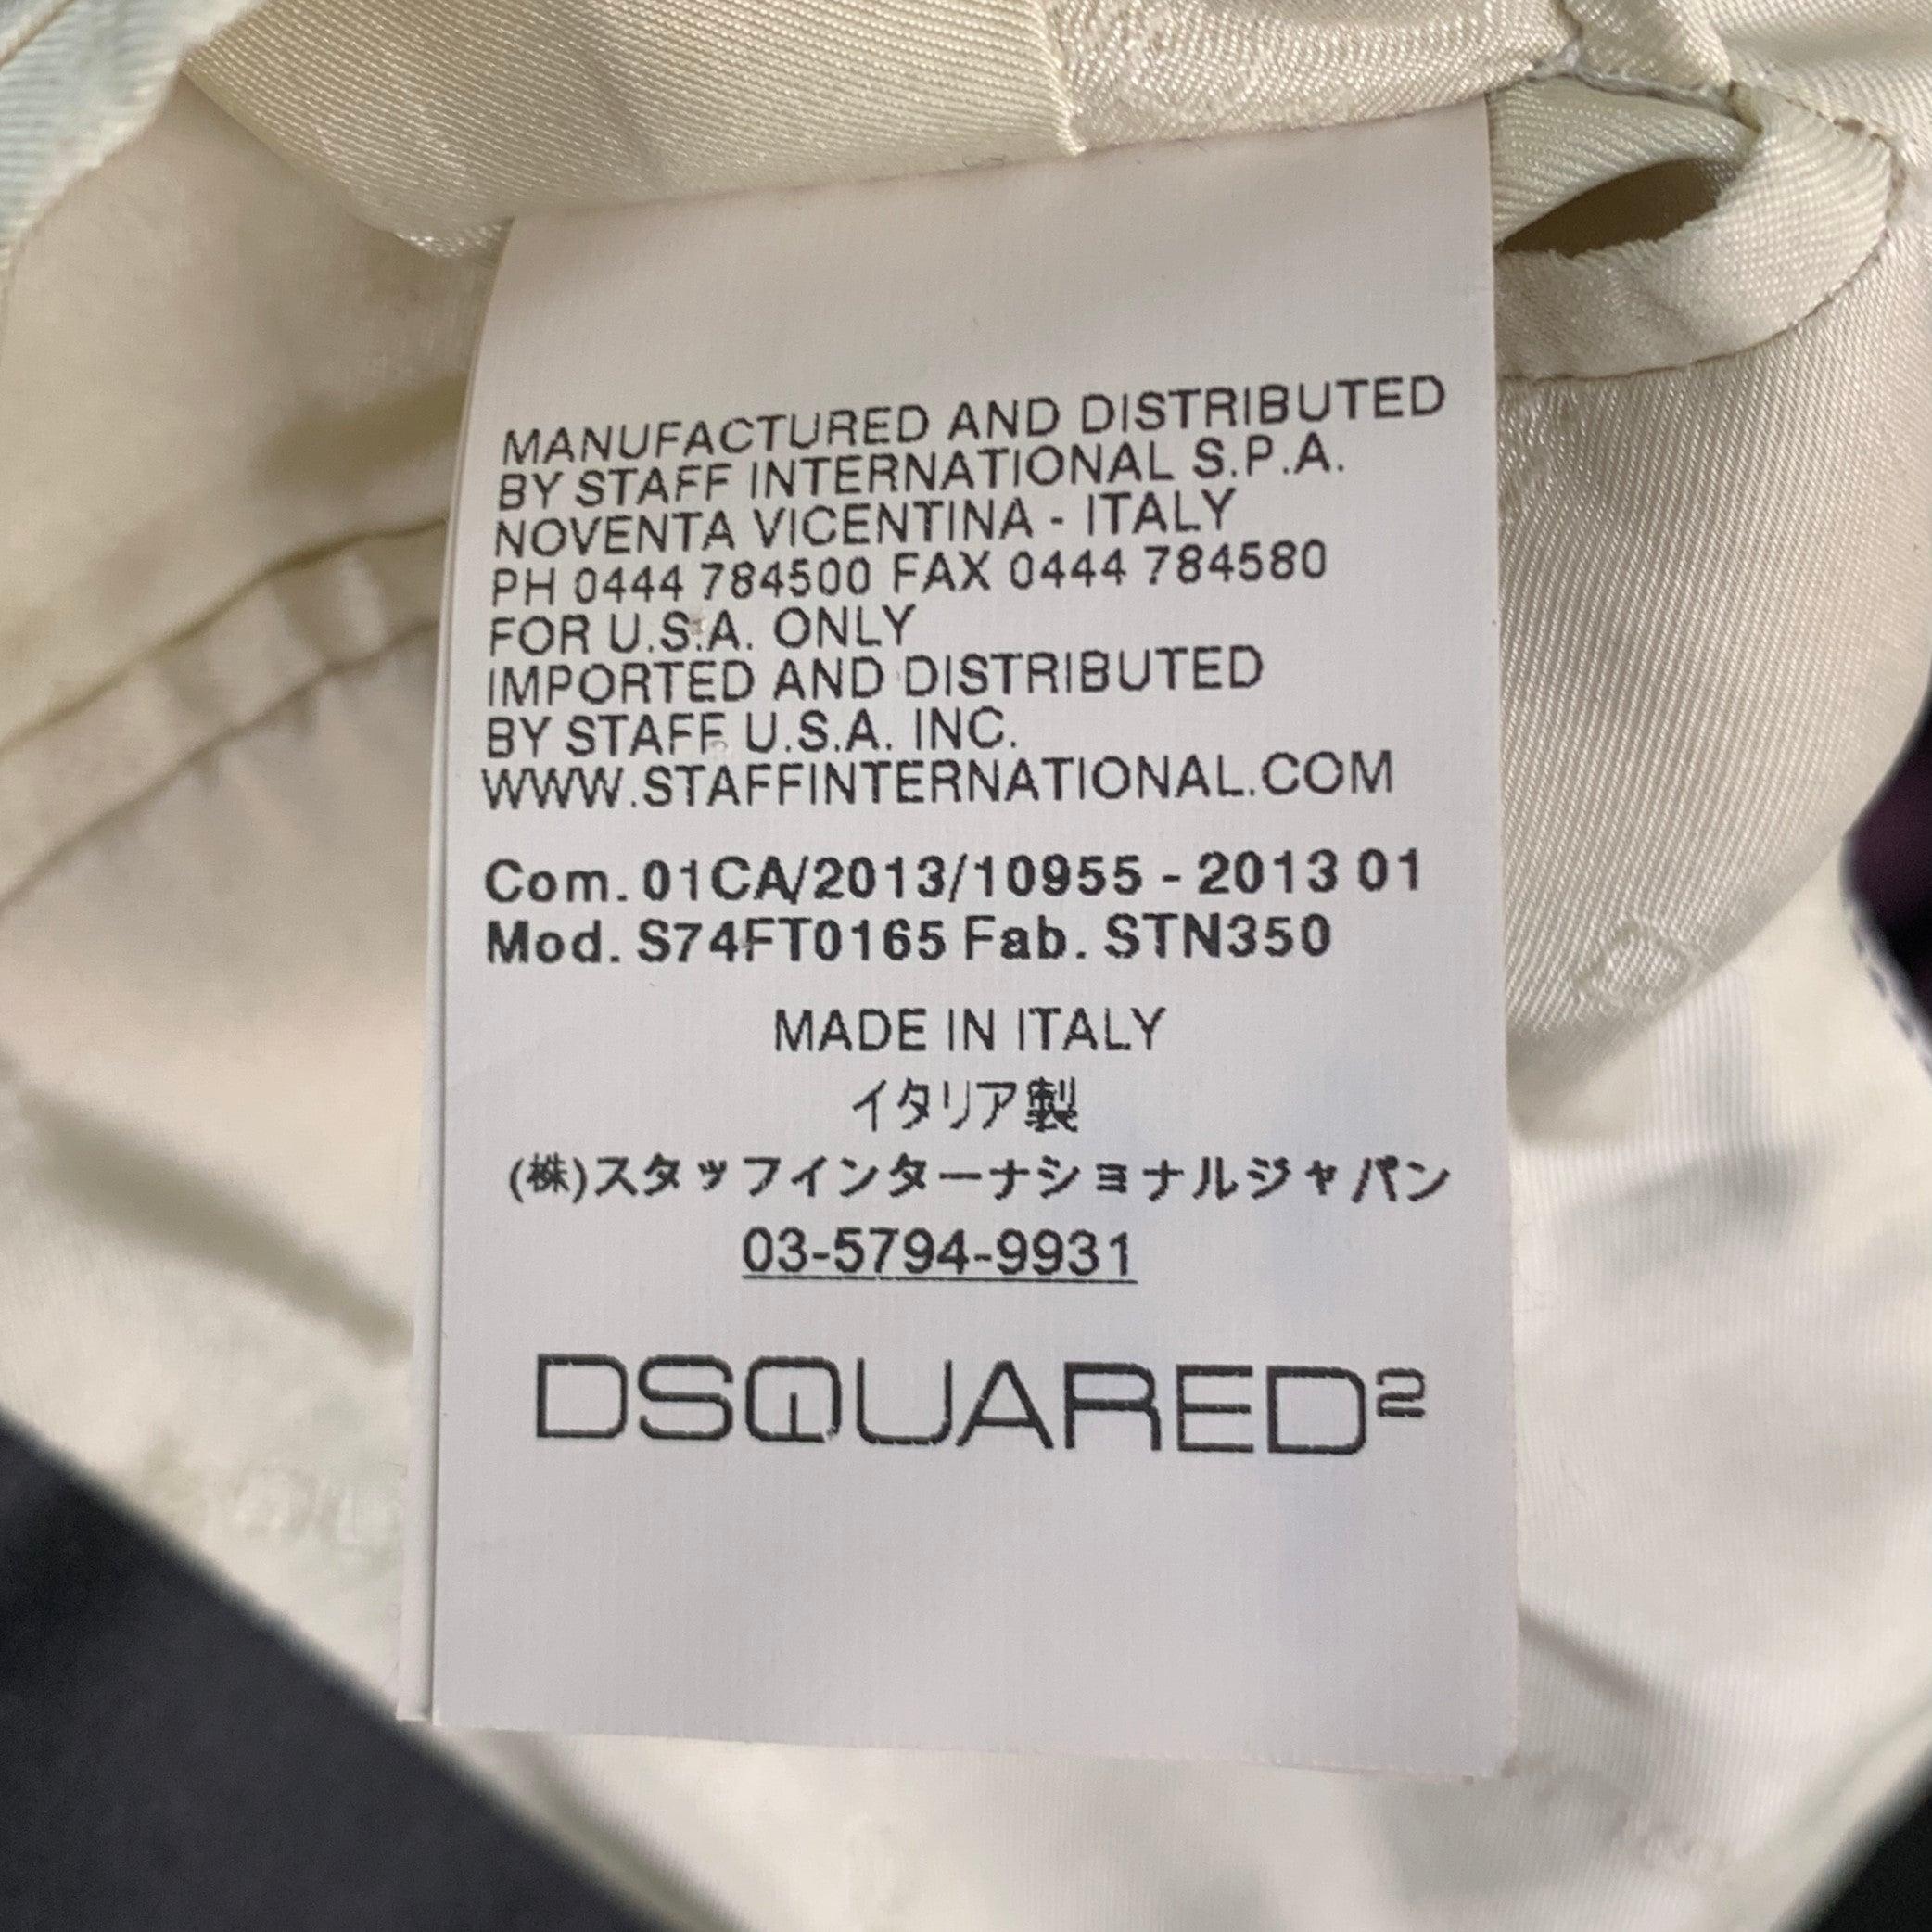 MANUFACTURED AND DISTRIBUTED
BY STAFF INTERNATIONAL S.P.A.
NOVENTA VICENTINA - ITALY
PH 0444 784500 FAX 0444 784580
FOR U.S.A. ONLY
IMPORTED AND DISTRIBUTED
BY STAFF U.S.A. INC.
WWW.STAFFINTERNATIONAL.COM
Com. 01CA/2013/10955 - 2013 01
Mod. S74FT0165 Fab. STN350
MADE IN ITALY
イタリア製
(株)スタッフインターナショナルジャパン
03-5794-9931
DSQUARED²